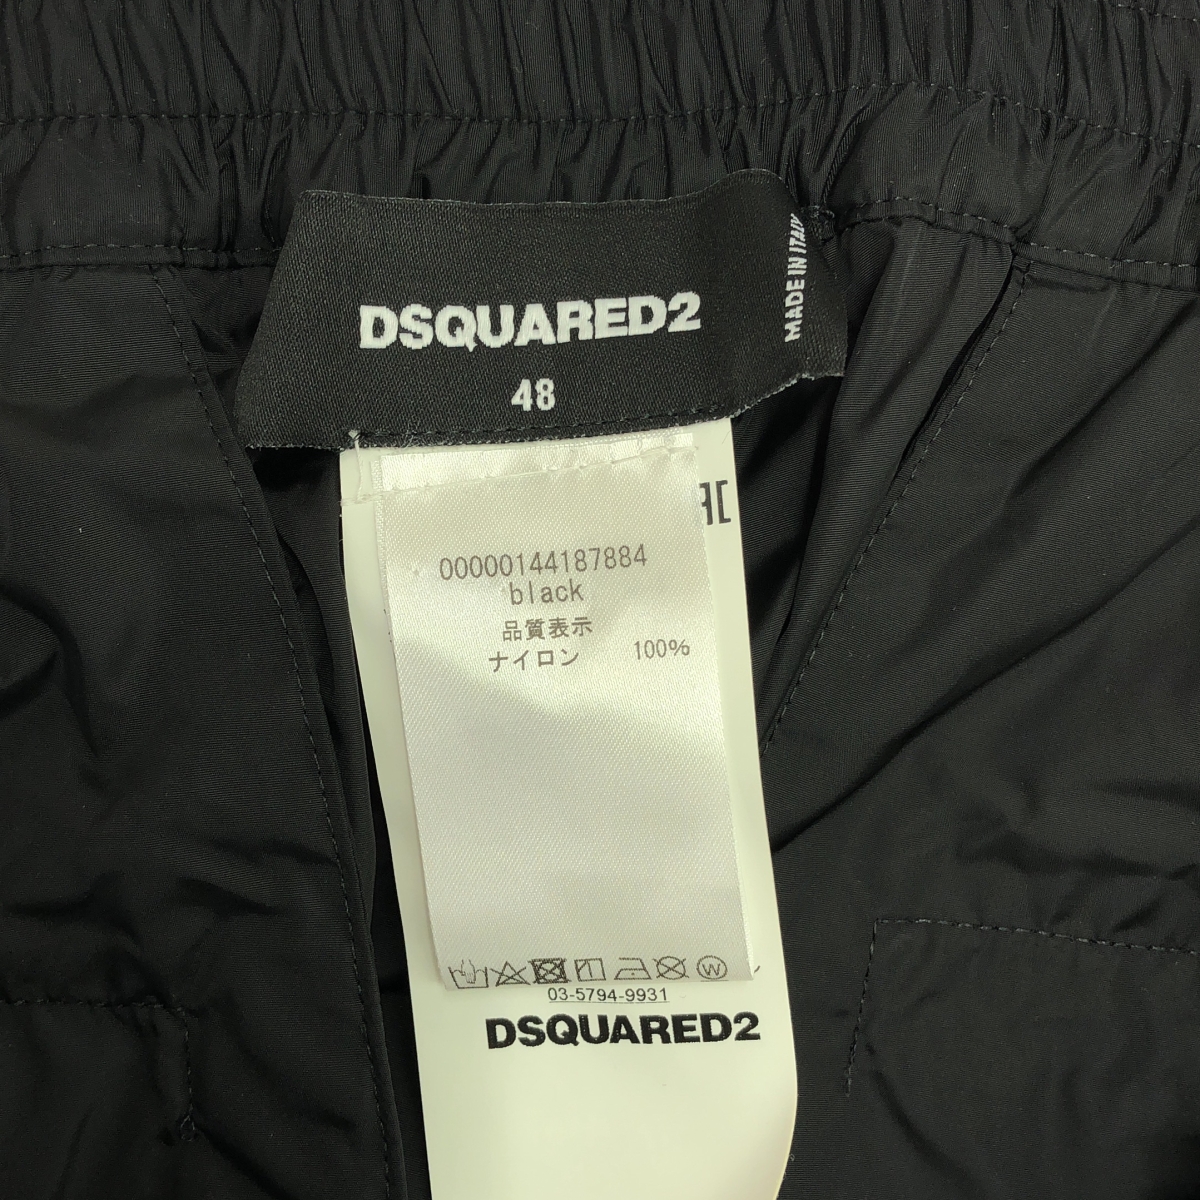 DSQUARED2
48
MADE IN ITALY
00000144187884
black
品質表示
ナイロン 100%
W
03-5794-9931
DSQUARED2